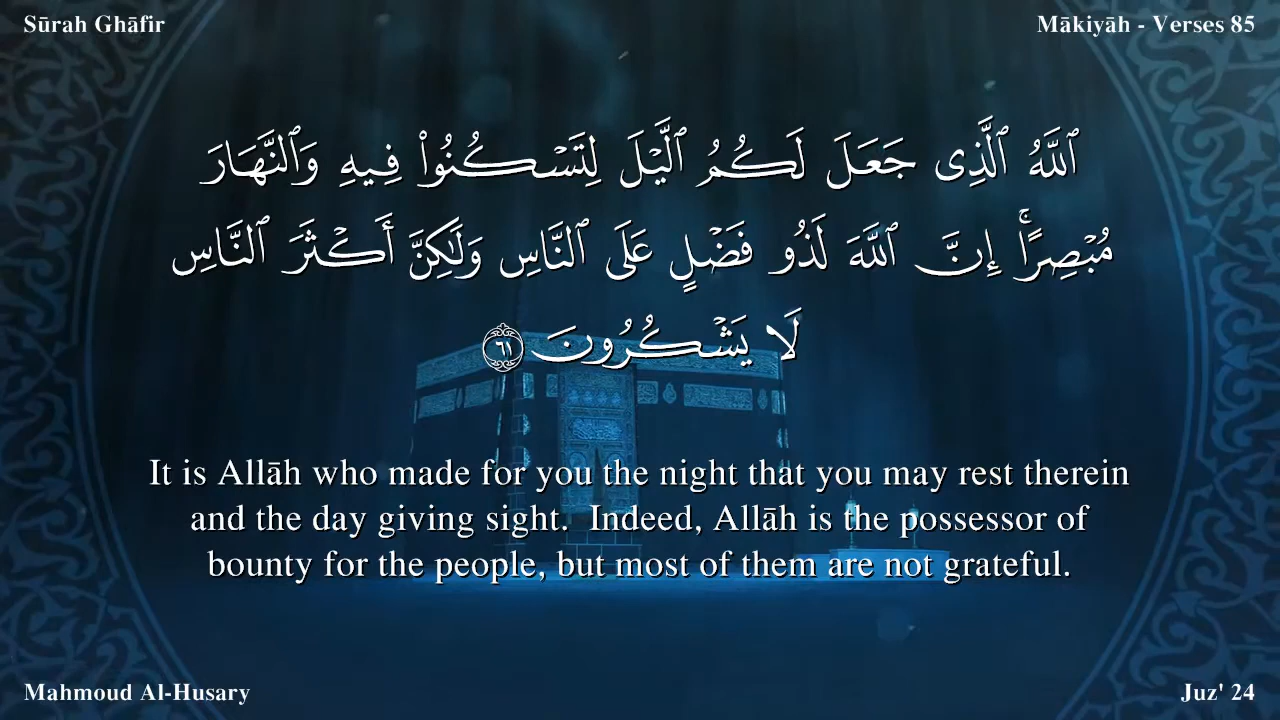 Sūrah Ghāfir
Mākiyāh - Verses 85
ٱللَّهُ ٱلَّذِى جَعَلَ لَكُمُ ٱلَّيْلَ لِتَسْكُنُوا۟ فِيهِ وَٱلنَّهَارَ
مُبْصِرًا ۚ إِنَّ ٱللَّهَ لَذُو فَضْلٍ عَلَى ٱلنَّاسِ وَلَـٰكِنَّ أَكْثَرَ ٱلنَّاسِ
لَا يَشْكُرُونَ ٦١
It is Allāh who made for you the night that you may rest therein
and the day giving sight.  Indeed, Allāh is the possessor of
bounty for the people, but most of them are not grateful.
Mahmoud Al-Husary
Juz' 24